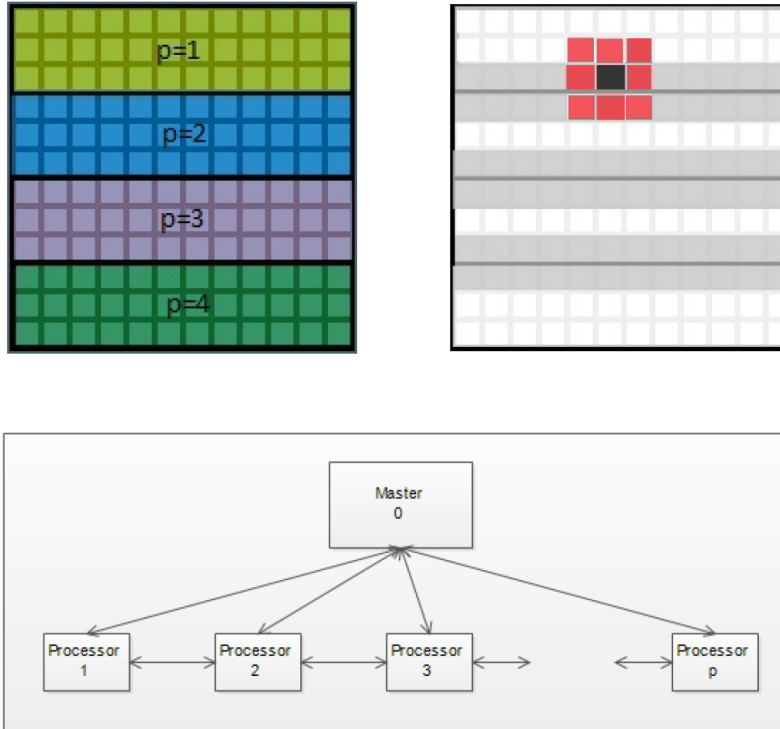 p=1
p=2
p=3
p=4
Master
0
Processor
1
Processor
2
Processor
3
Processor
p